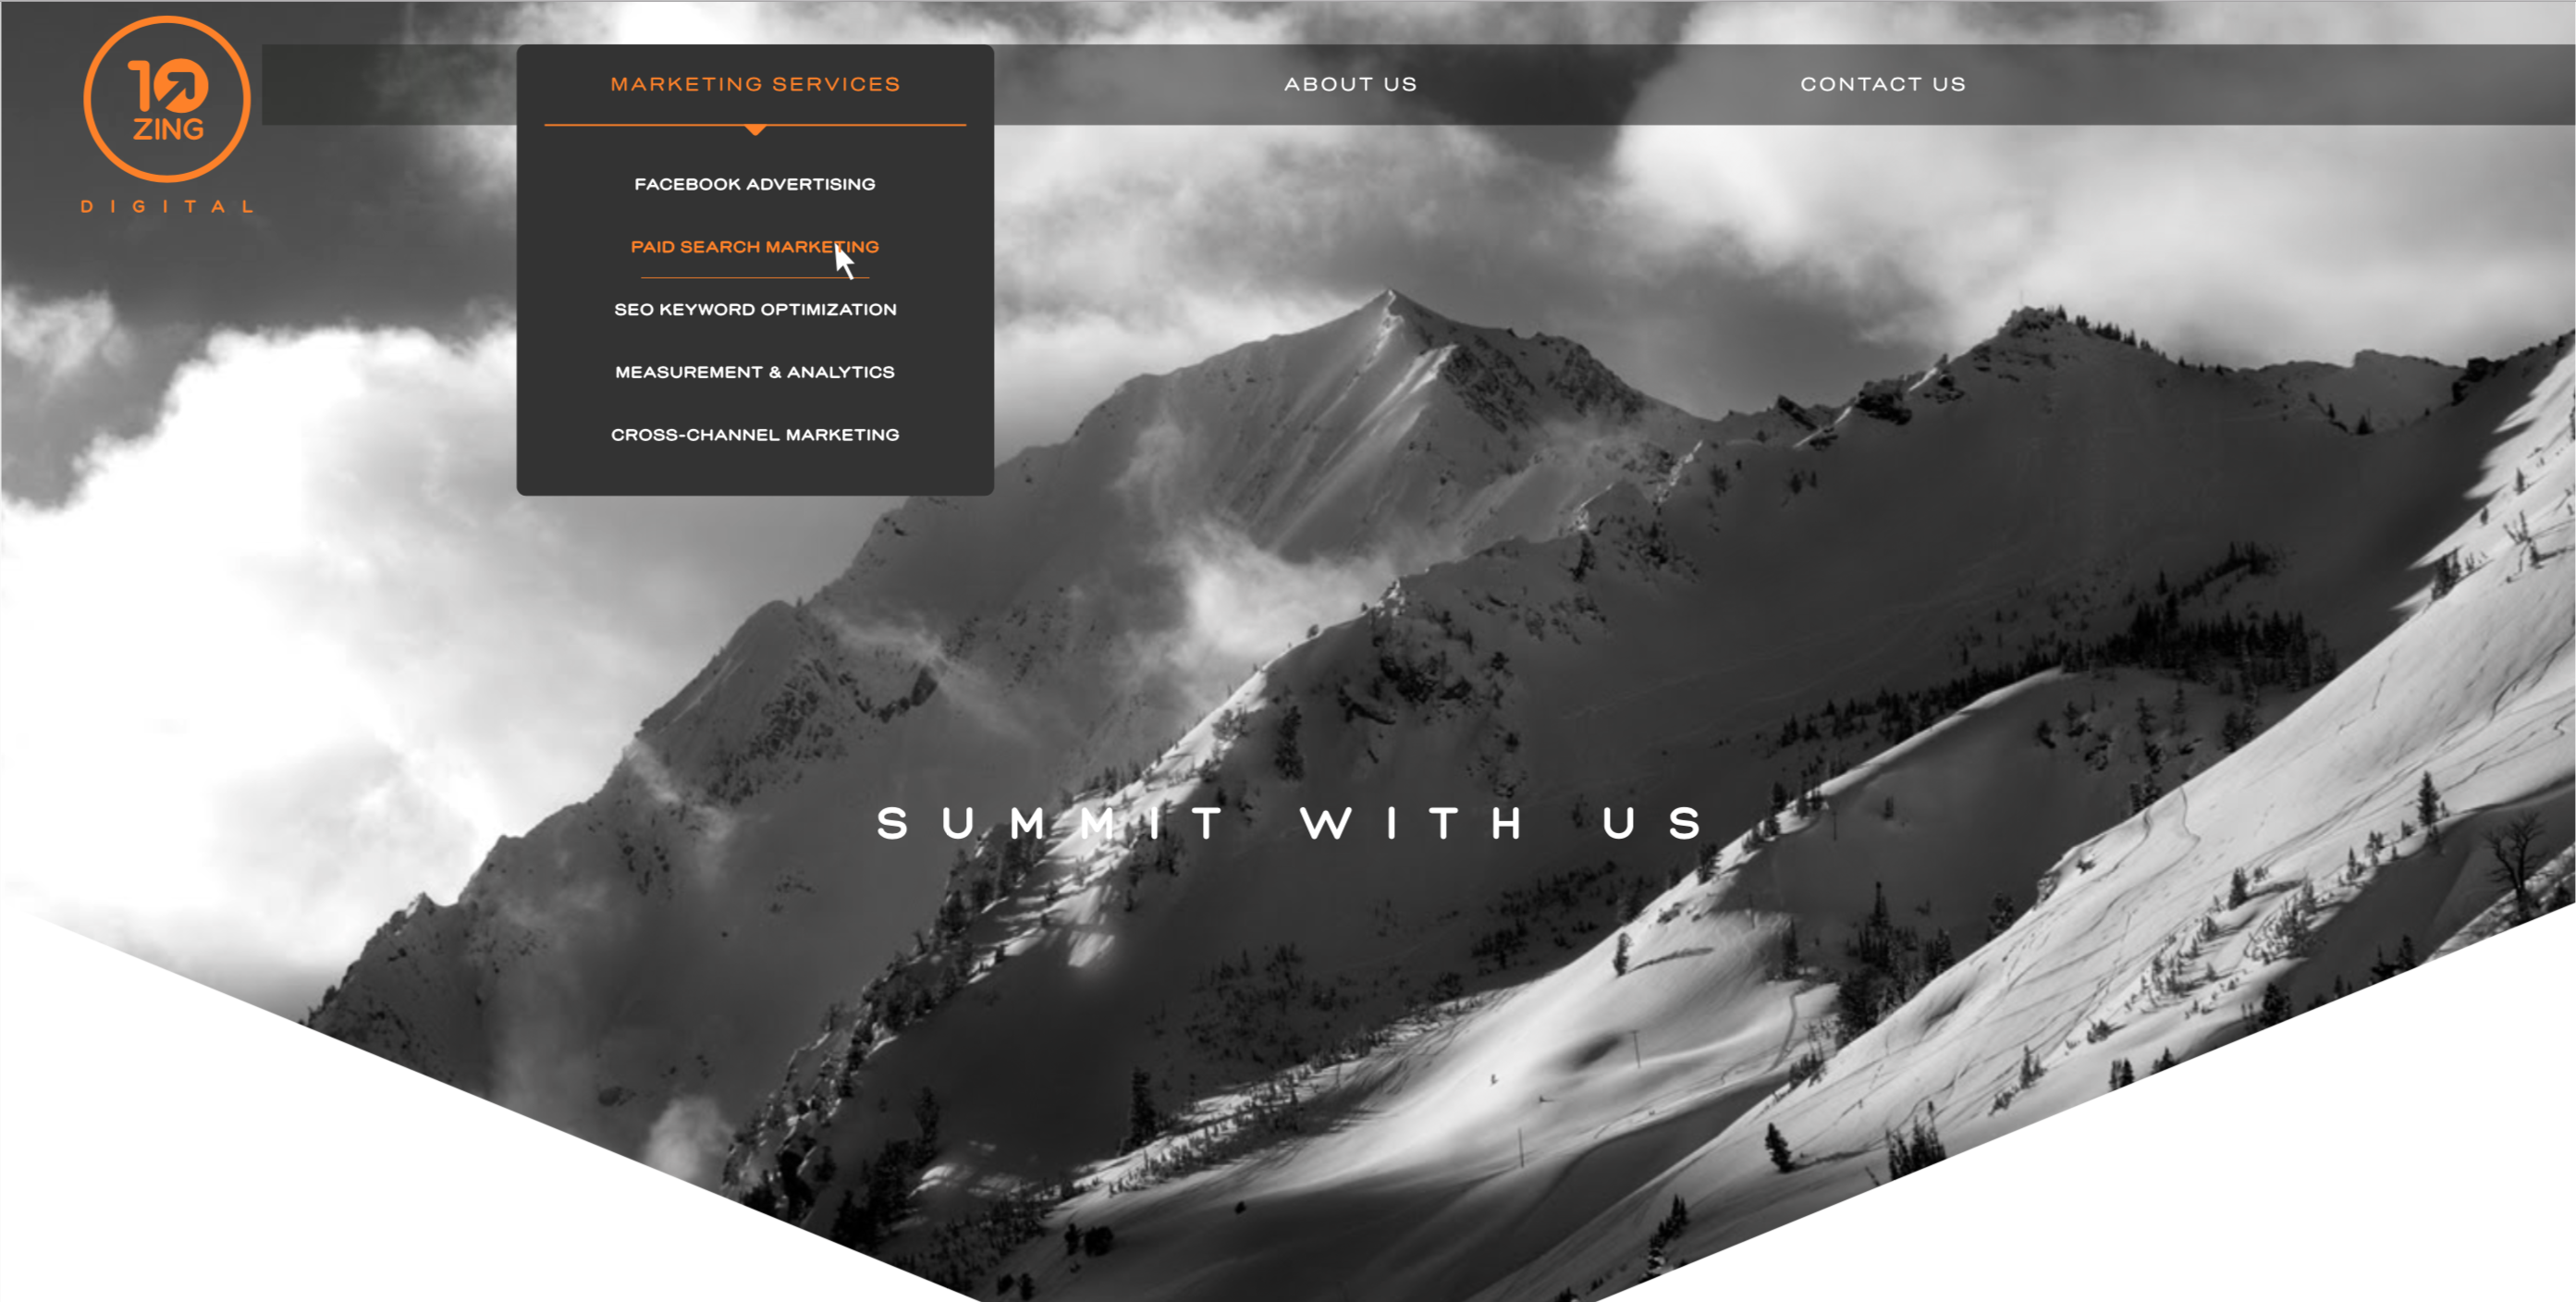 10
ZING
DIGITAL
MARKETING SERVICES
ABOUT US
CONTACT US
FACEBOOK ADVERTISING
PAID SEARCH MARKETING
SEO KEYWORD OPTIMIZATION
MEASUREMENT & ANALYTICS
CROSS-CHANNEL MARKETING
SUMMIT WITH US